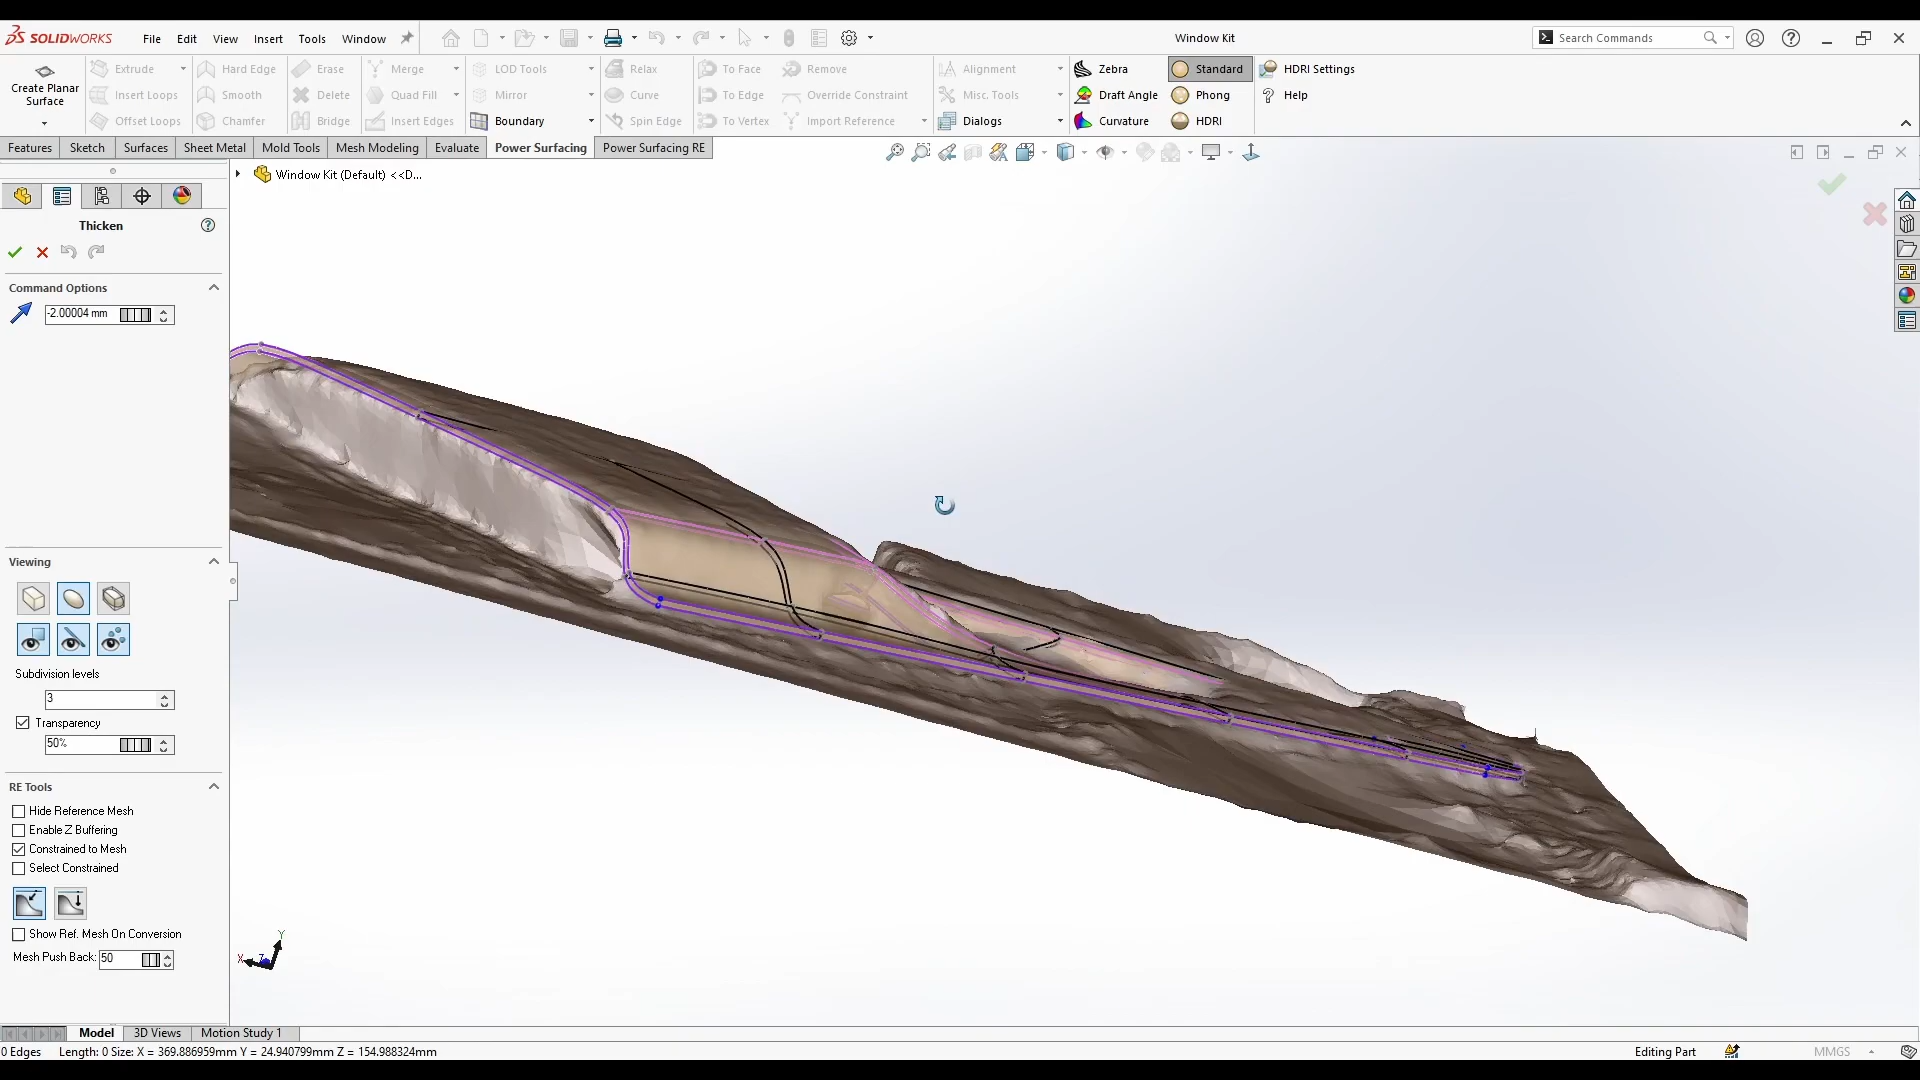 SOLIDWORKS File Edit View Insert Tools Window Window Kit Search Commands
Create Planar Surface
Extrude Hard Edge Erase Merge LOD Tools Relax To Face Remove Alignment Zebra Standard HDRI Settings
Insert Loops Smooth Delete Quad Fill Mirror Curve To Edge Override Constraint Misc. Tools Draft Angle Phong Help
Offset Loops Chamfer Bridge Insert Edges Boundary Spin Edge To Vertex Import Reference Dialogs Curvature HDRI
Features Sketch Surfaces Sheet Metal Mold Tools Mesh Modeling Evaluate Power Surfacing Power Surfacing RE
Window Kit (Default) <<D...
Thicken
Command Options
-2.00004 mm
Viewing
Subdivision levels
3
Transparency
50%
RE Tools
Hide Reference Mesh
Enable Z Buffering
Constrained to Mesh
Select Constrained
Show Ref. Mesh On Conversion
Mesh Push Back: 50
Y
X Z
Model 3D Views Motion Study 1
0 Edges Length: 0 Size: X = 369.886959mm Y = 24.940799mm Z = 154.988324mm Editing Part MMGS